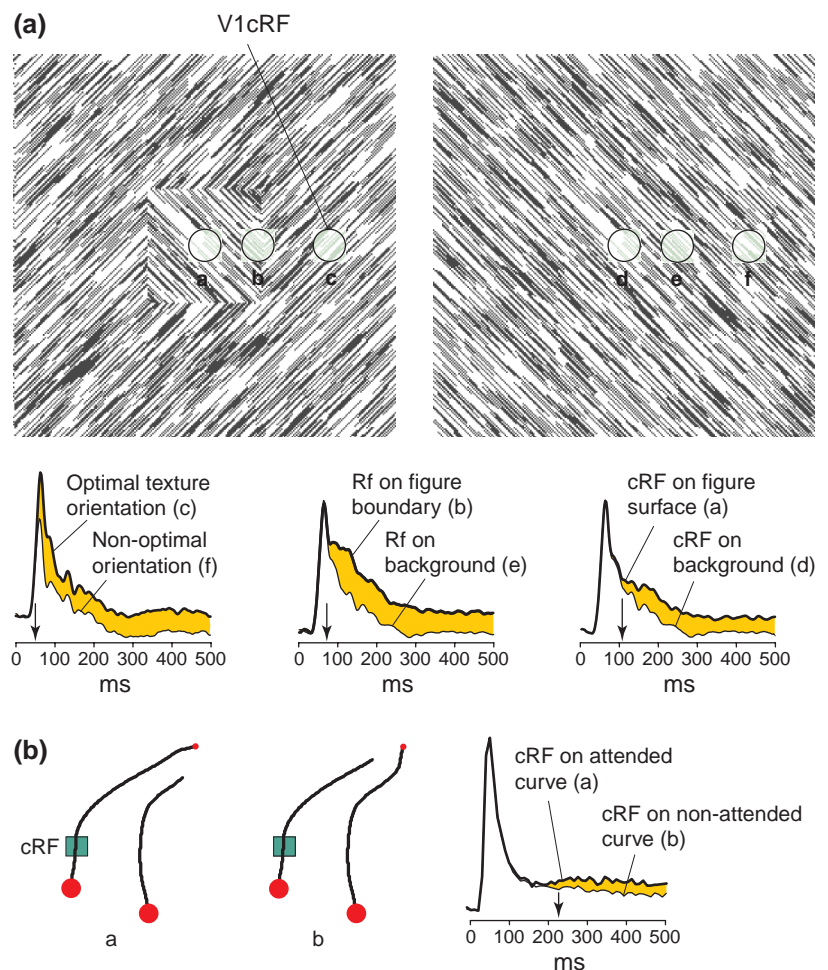 (a)
V1cRF
a
b
c
d
e
f
Optimal texture
orientation (c)
Non-optimal
orientation (f)
0 100 200 300 400 500
ms
Rf on figure
boundary (b)
Rf on
background (e)
0 100 200 300 400 500
ms
cRF on figure
surface (a)
cRF on
background (d)
0 100 200 300 400 500
ms
(b)
cRF
a
b
cRF on attended
curve (a)
cRF on non-attended
curve (b)
0 100 200 300 400 500
ms